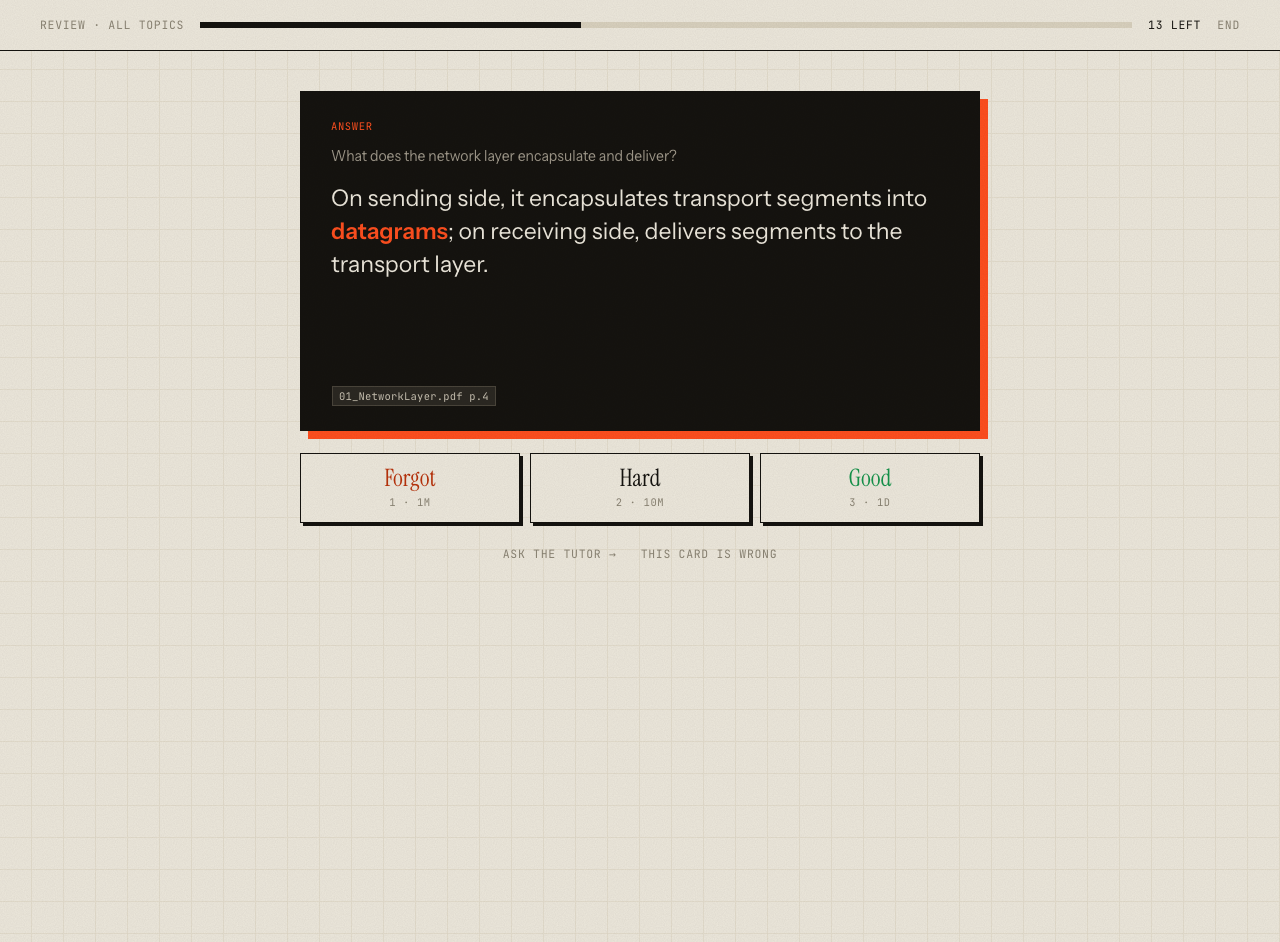 REVIEW · ALL TOPICS
13 LEFT END
ANSWER
What does the network layer encapsulate and deliver?
On sending side, it encapsulates transport segments into
datagrams; on receiving side, delivers segments to the
transport layer.
01_NetworkLayer.pdf p.4
Forgot
1 · 1M
Hard
2 · 10M
Good
3 · 1D
ASK THE TUTOR → THIS CARD IS WRONG